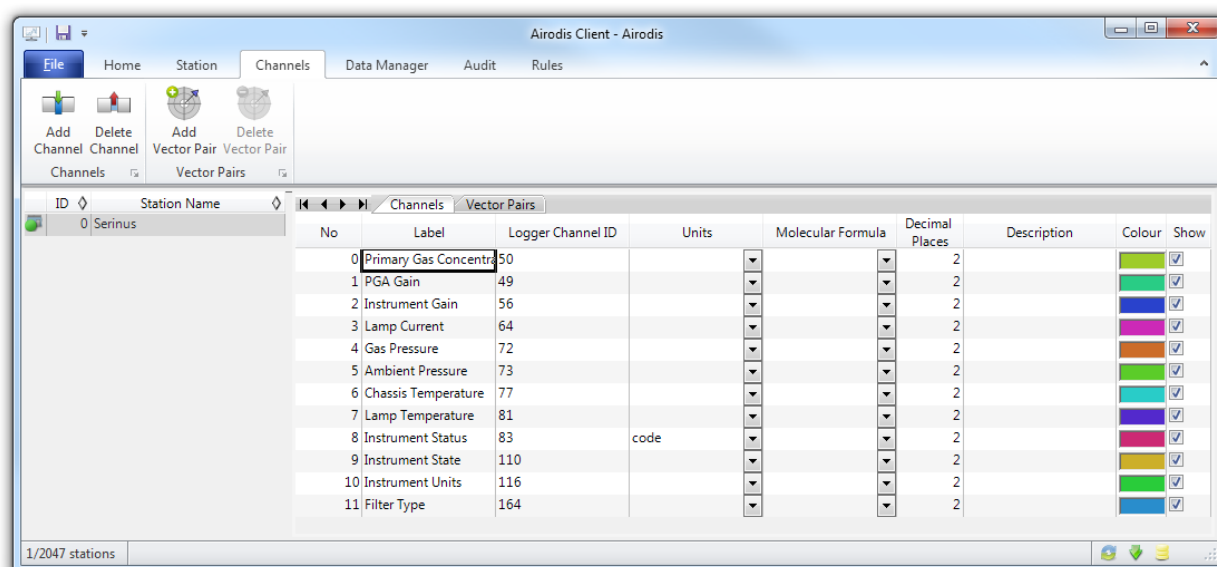 Airodis Client - Airodis
File Home Station Channels Data Manager Audit Rules
Add Channel Delete Channel Add Vector Pair Delete Vector Pair
Channels Vector Pairs
ID Station Name
0 Serinus
Channels Vector Pairs
No Label Logger Channel ID Units Molecular Formula Decimal Places Description Colour Show
0 Primary Gas Concentra 50 2
1 PGA Gain 49 2
2 Instrument Gain 56 2
3 Lamp Current 64 2
4 Gas Pressure 72 2
5 Ambient Pressure 73 2
6 Chassis Temperature 77 2
7 Lamp Temperature 81 2
8 Instrument Status 83 code 2
9 Instrument State 110 2
10 Instrument Units 116 2
11 Filter Type 164 2
1/2047 stations